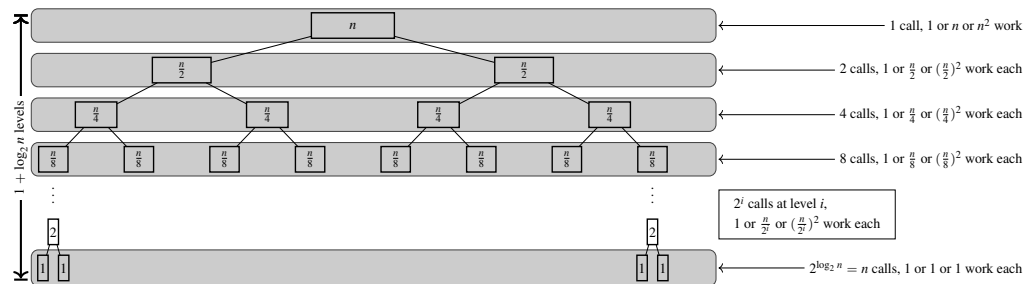 n
1 call, 1 or n or n² work
n/2 n/2
2 calls, 1 or n/2 or (n/2)² work each
n/4 n/4 n/4 n/4
4 calls, 1 or n/4 or (n/4)² work each
n/8 n/8 n/8 n/8 n/8 n/8 n/8 n/8
8 calls, 1 or n/8 or (n/8)² work each
1 + log₂ n levels
⋮ ⋮
2ⁱ calls at level i,
1 or n/2ⁱ or (n/2ⁱ)² work each
2 2
1 1 1 1
2^{log₂ n} = n calls, 1 or 1 or 1 work each